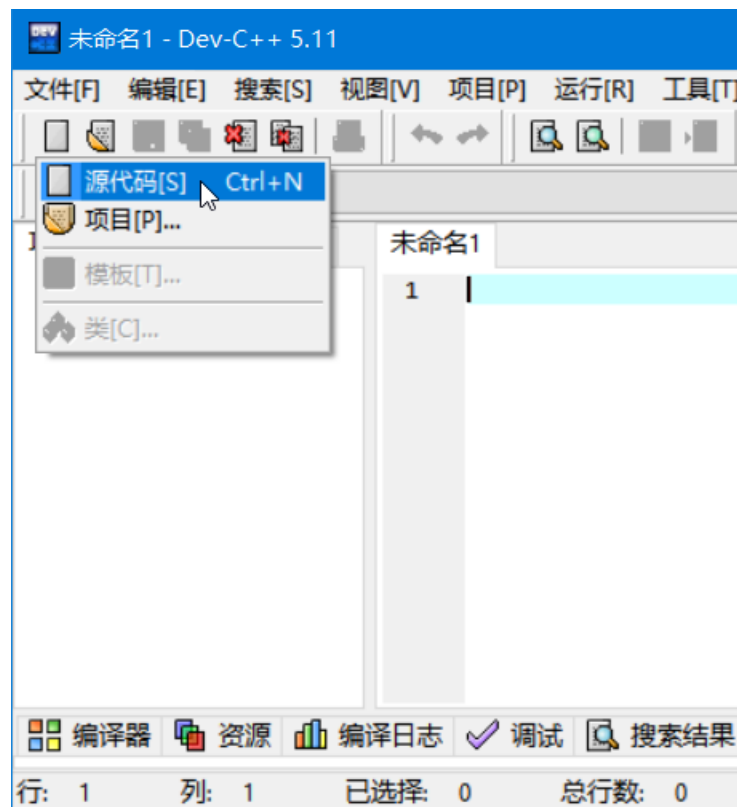 DEV
未命名1 - Dev-C++ 5.11
文件[F] 编辑[E] 搜索[S] 视图[V] 项目[P] 运行[R] 工具[T]
源代码[S] Ctrl+N
项目[P]...
未命名1
模板[T]...
1
类[C]...
编译器 资源 编译日志 调试 搜索结果
行: 1 列: 1 已选择: 0 总行数: 0